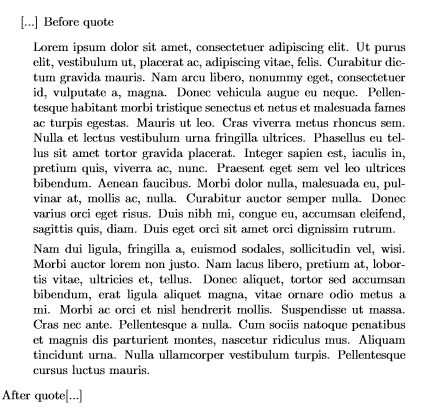 [...] Before quote
Lorem ipsum dolor sit amet, consectetuer adipiscing elit. Ut purus
elit, vestibulum ut, placerat ac, adipiscing vitae, felis. Curabitur dic-
tum gravida mauris. Nam arcu libero, nonummy eget, consectetuer
id, vulputate a, magna. Donec vehicula augue eu neque. Pellen-
tesque habitant morbi tristique senectus et netus et malesuada fames
ac turpis egestas. Mauris ut leo. Cras viverra metus rhoncus sem.
Nulla et lectus vestibulum urna fringilla ultrices. Phasellus eu tel-
lus sit amet tortor gravida placerat. Integer sapien est, iaculis in,
pretium quis, viverra ac, nunc. Praesent eget sem vel leo ultrices
bibendum. Aenean faucibus. Morbi dolor nulla, malesuada eu, pul-
vinar at, mollis ac, nulla. Curabitur auctor semper nulla. Donec
varius orci eget risus. Duis nibh mi, congue eu, accumsan eleifend,
sagittis quis, diam. Duis eget orci sit amet orci dignissim rutrum.
Nam dui ligula, fringilla a, euismod sodales, sollicitudin vel, wisi.
Morbi auctor lorem non justo. Nam lacus libero, pretium at, lobor-
tis vitae, ultricies et, tellus. Donec aliquet, tortor sed accumsan
bibendum, erat ligula aliquet magna, vitae ornare odio metus a
mi. Morbi ac orci et nisl hendrerit mollis. Suspendisse ut massa.
Cras nec ante. Pellentesque a nulla. Cum sociis natoque penatibus
et magnis dis parturient montes, nascetur ridiculus mus. Aliquam
tincidunt urna. Nulla ullamcorper vestibulum turpis. Pellentesque
cursus luctus mauris.
After quote[...]